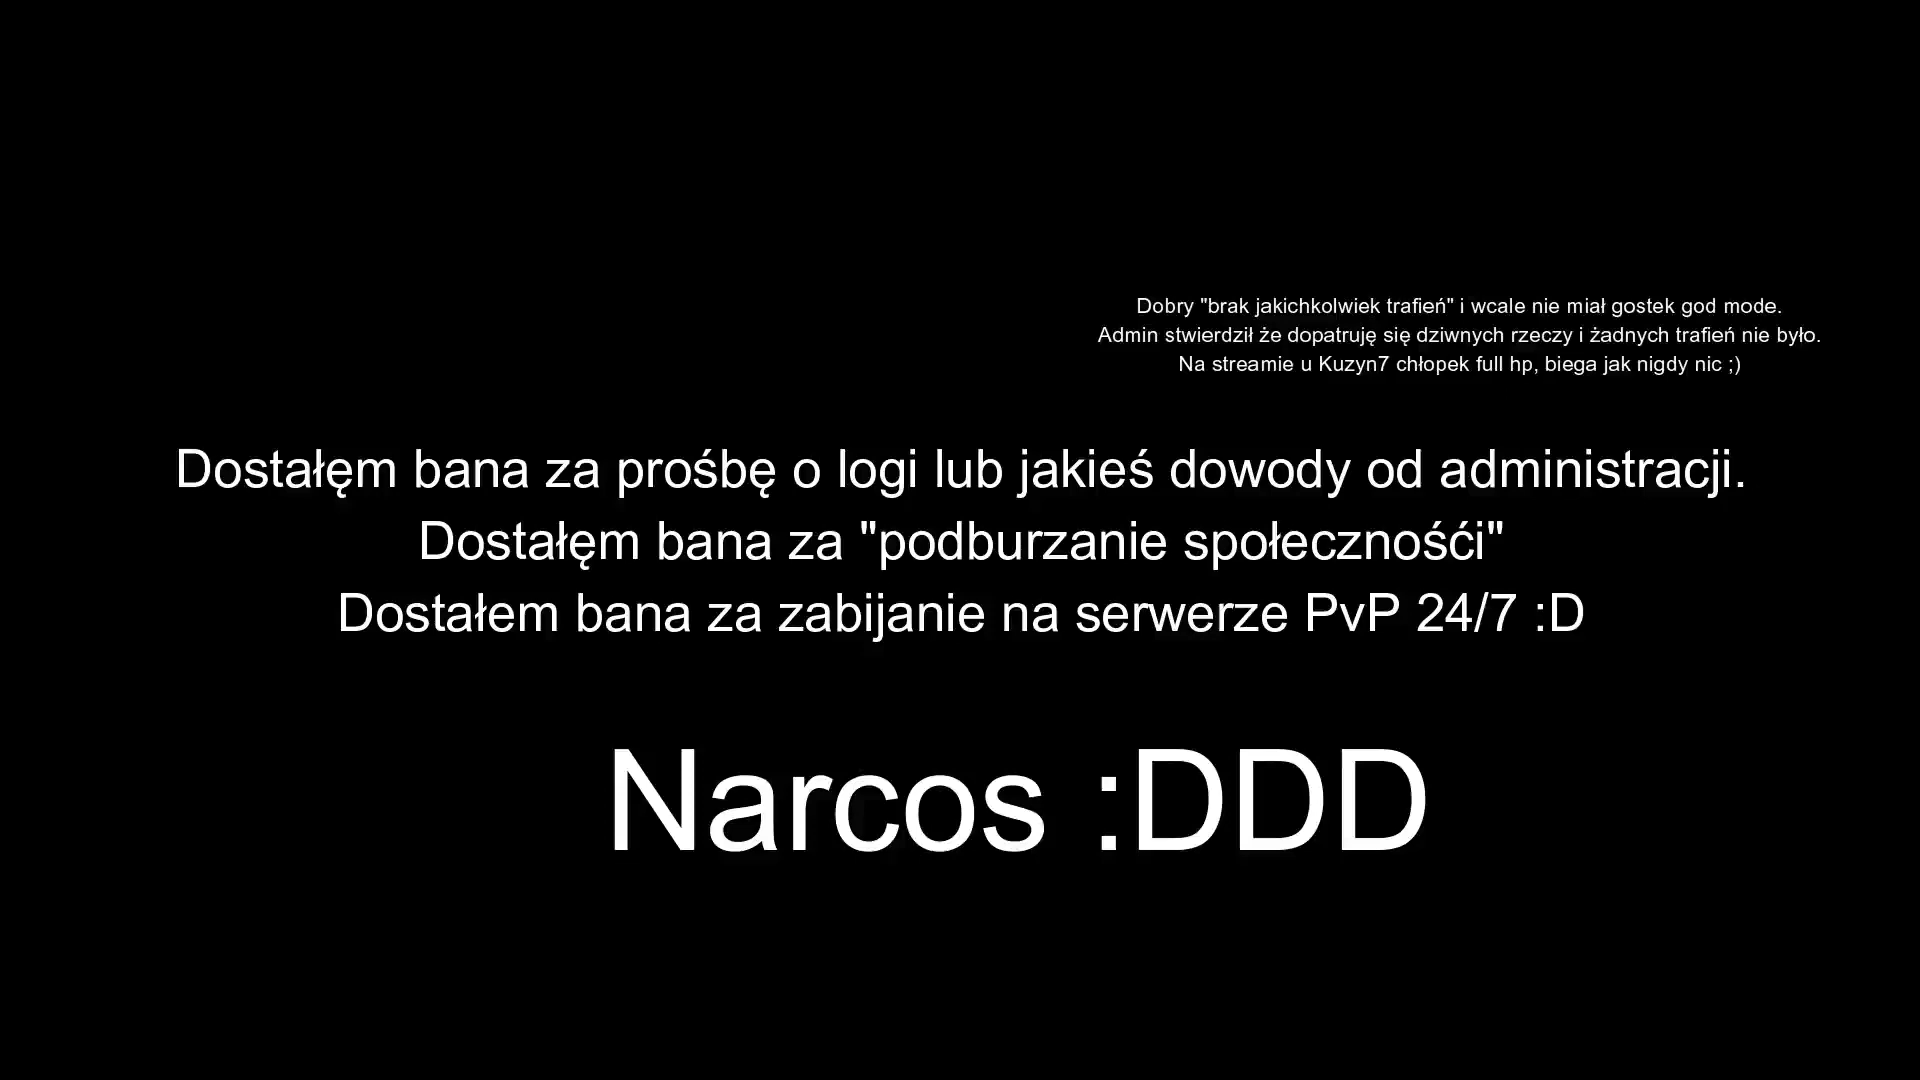 Dobry "brak jakichkolwiek trafień" i wcale nie miał gostek god mode.
Admin stwierdził że dopatruję się dziwnych rzeczy i żadnych trafień nie było.
Na streamie u Kuzyn7 chłopek full hp, biega jak nigdy nic ;)
Dostałęm bana za prośbę o logi lub jakieś dowody od administracji.
Dostałęm bana za "podburzanie społecznośći"
Dostałem bana za zabijanie na serwerze PvP 24/7 :D
Narcos :DDD